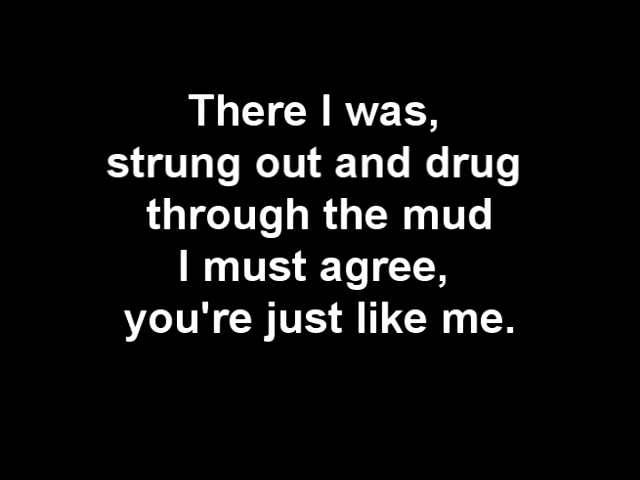 There I was,
strung out and drug
through the mud
I must agree,
you're just like me.